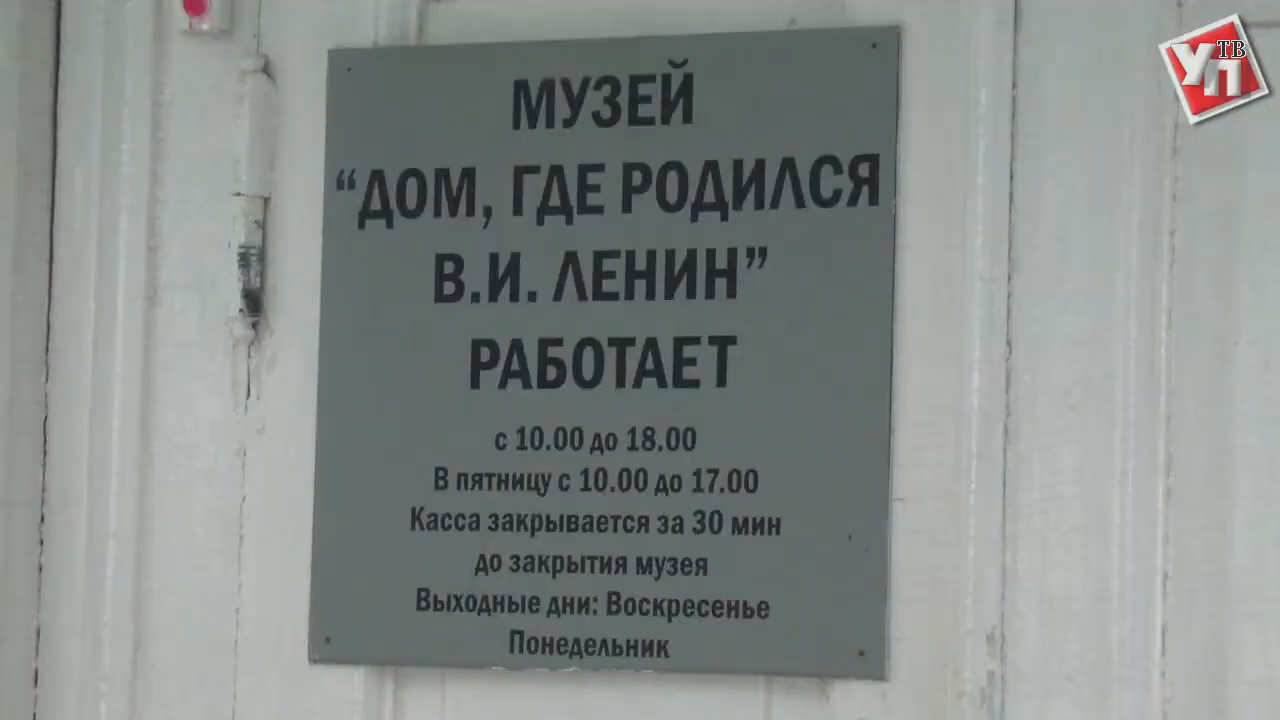 УП ТВ
МУЗЕЙ
“ДОМ, ГДЕ РОДИЛСЯ
В.И. ЛЕНИН”
РАБОТАЕТ
с 10.00 до 18.00
В пятницу с 10.00 до 17.00
Касса закрывается за 30 мин
до закрытия музея
Выходные дни: Воскресенье
Понедельник